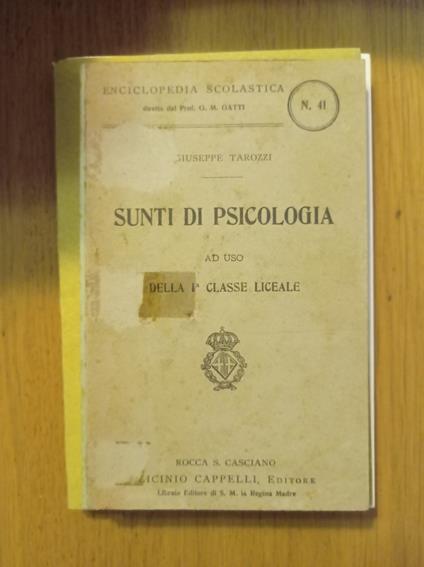 ENCICLOPEDIA SCOLASTICA
diretta dal Prof. G. M. GATTI
N. 41
GIUSEPPE TAROZZI
SUNTI DI PSICOLOGIA
AD USO
DELLA Iª CLASSE LICEALE
ROCCA S. CASCIANO
LICINIO CAPPELLI, EDITORE
Libraio Editore di S. M. la Regina Madre